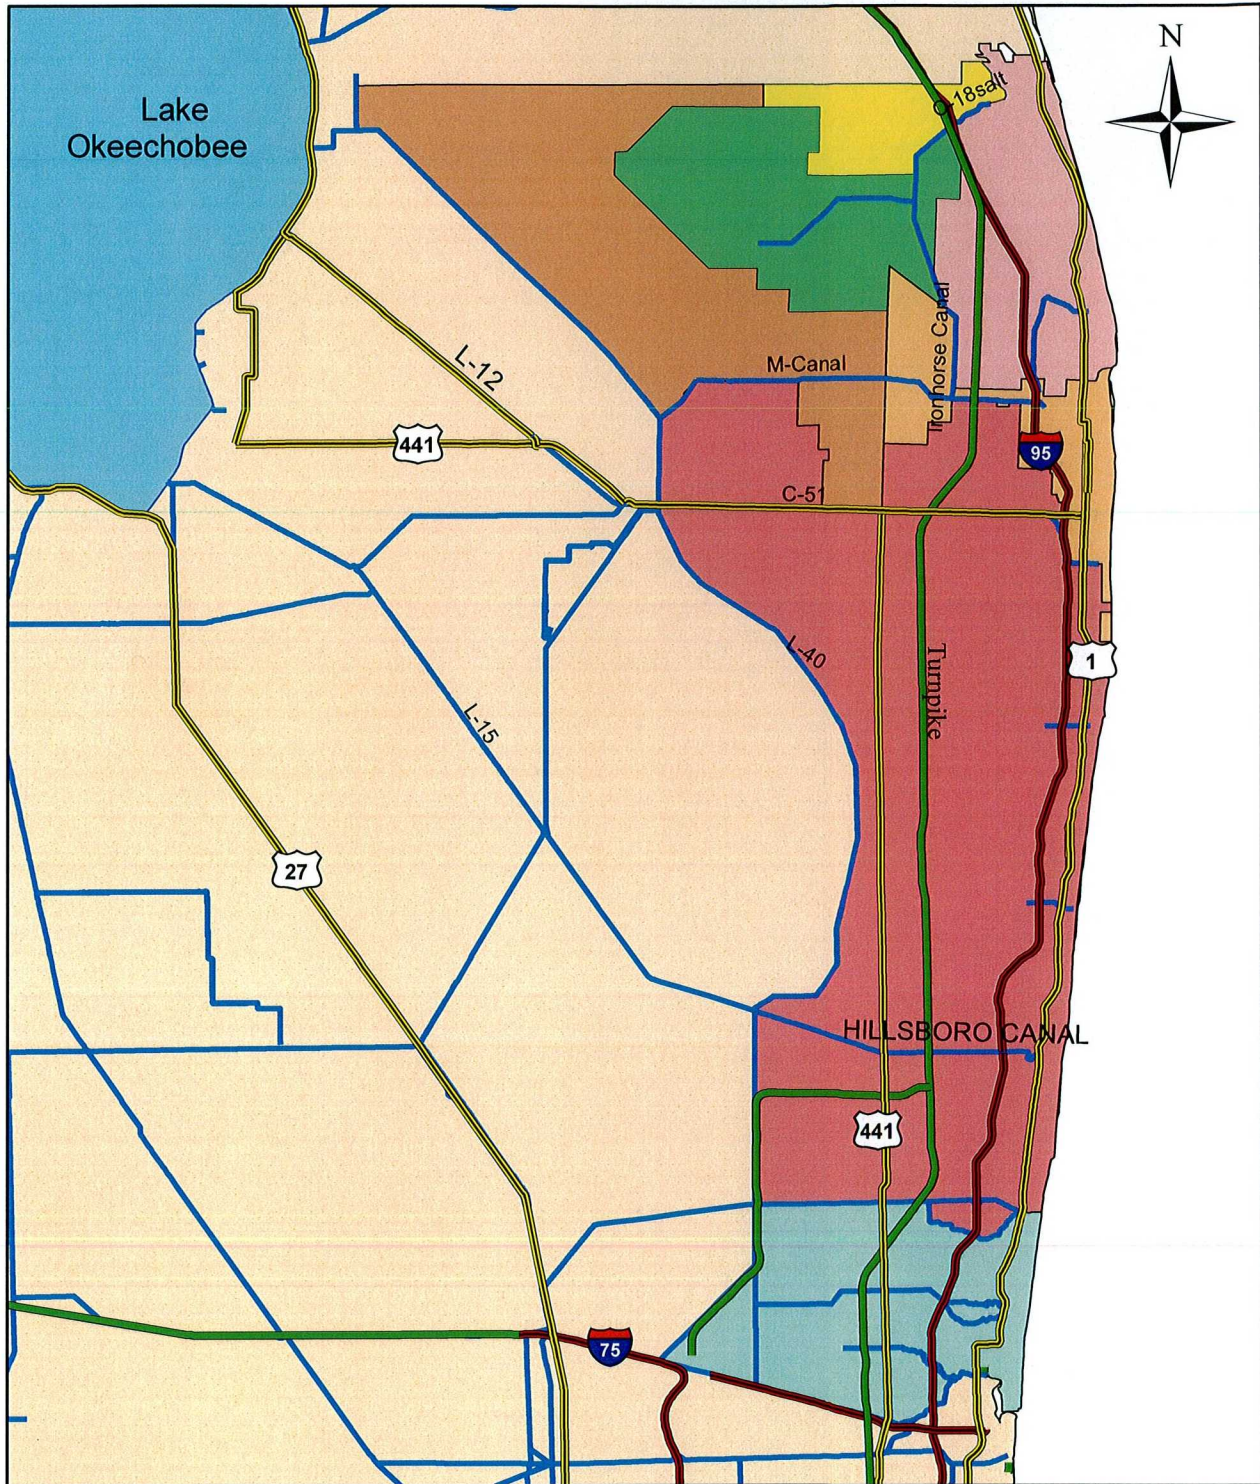 N
Lake
Okeechobee
-18salt
Ironhorse Canal
M-Canal
L-12
441
95
C-51
L-40
1
Turnpike
L-15
27
HILLSBORO CANAL
441
75